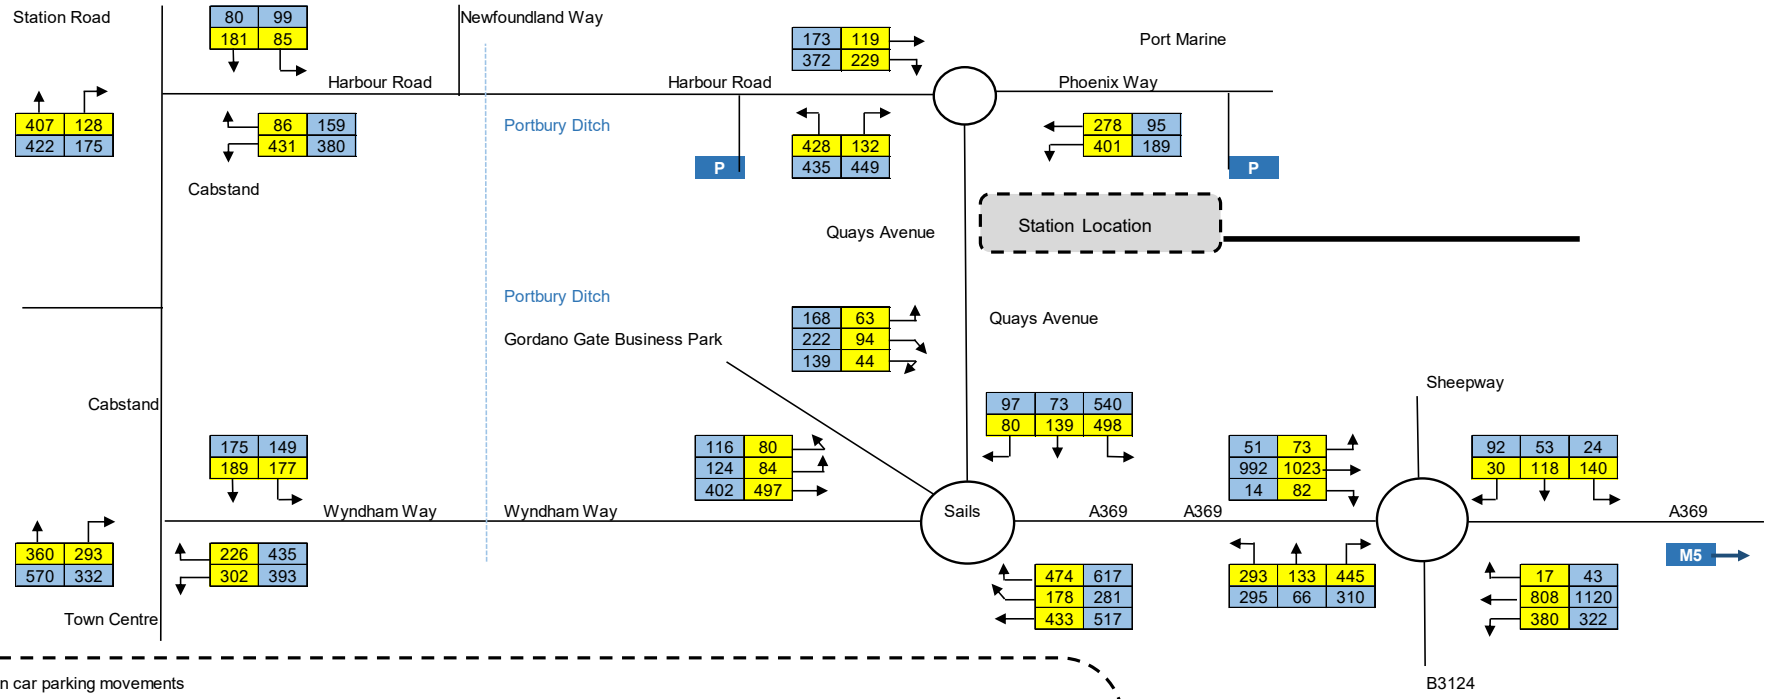 Station Road
80 99
181 85
Newfoundland Way
173 119
372 229
Port Marine
Harbour Road
Harbour Road
Phoenix Way
407 128
422 175
86 159
431 380
Portbury Ditch
428 132
435 449
278 95
401 189
P
P
Cabstand
Quays Avenue
Station Location
Portbury Ditch
Gordano Gate Business Park
168 63
222 94
139 44
Quays Avenue
Sheepway
Cabstand
97 73 540
80 139 498
175 149
189 177
116 80
124 84
402 497
51 73
992 1023
14 82
92 53 24
30 118 140
Wyndham Way
Wyndham Way
Sails
A369
A369
A369
360 293
570 332
226 435
302 393
M5
474 617
178 281
433 517
293 133 445
295 66 310
17 43
808 1120
380 322
Town Centre
n car parking movements
B3124